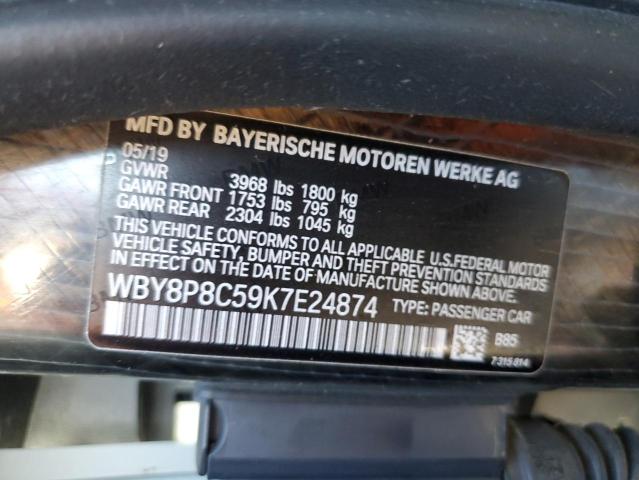 MFD BY BAYERISCHE MOTOREN WERKE AG
05/19
GVWR 3968 lbs 1800 kg
GAWR FRONT 1753 lbs 795 kg
GAWR REAR 2304 lbs 1045 kg
THIS VEHICLE CONFORMS TO ALL APPLICABLE U.S.FEDERAL MOTOR
VEHICLE SAFETY, BUMPER AND THEFT PREVENTION STANDARDS
IN EFFECT ON THE DATE OF MANUFACTURE SHOWN ABOVE.
WBY8P8C59K7E24874 TYPE: PASSENGER CAR
B85
7315814